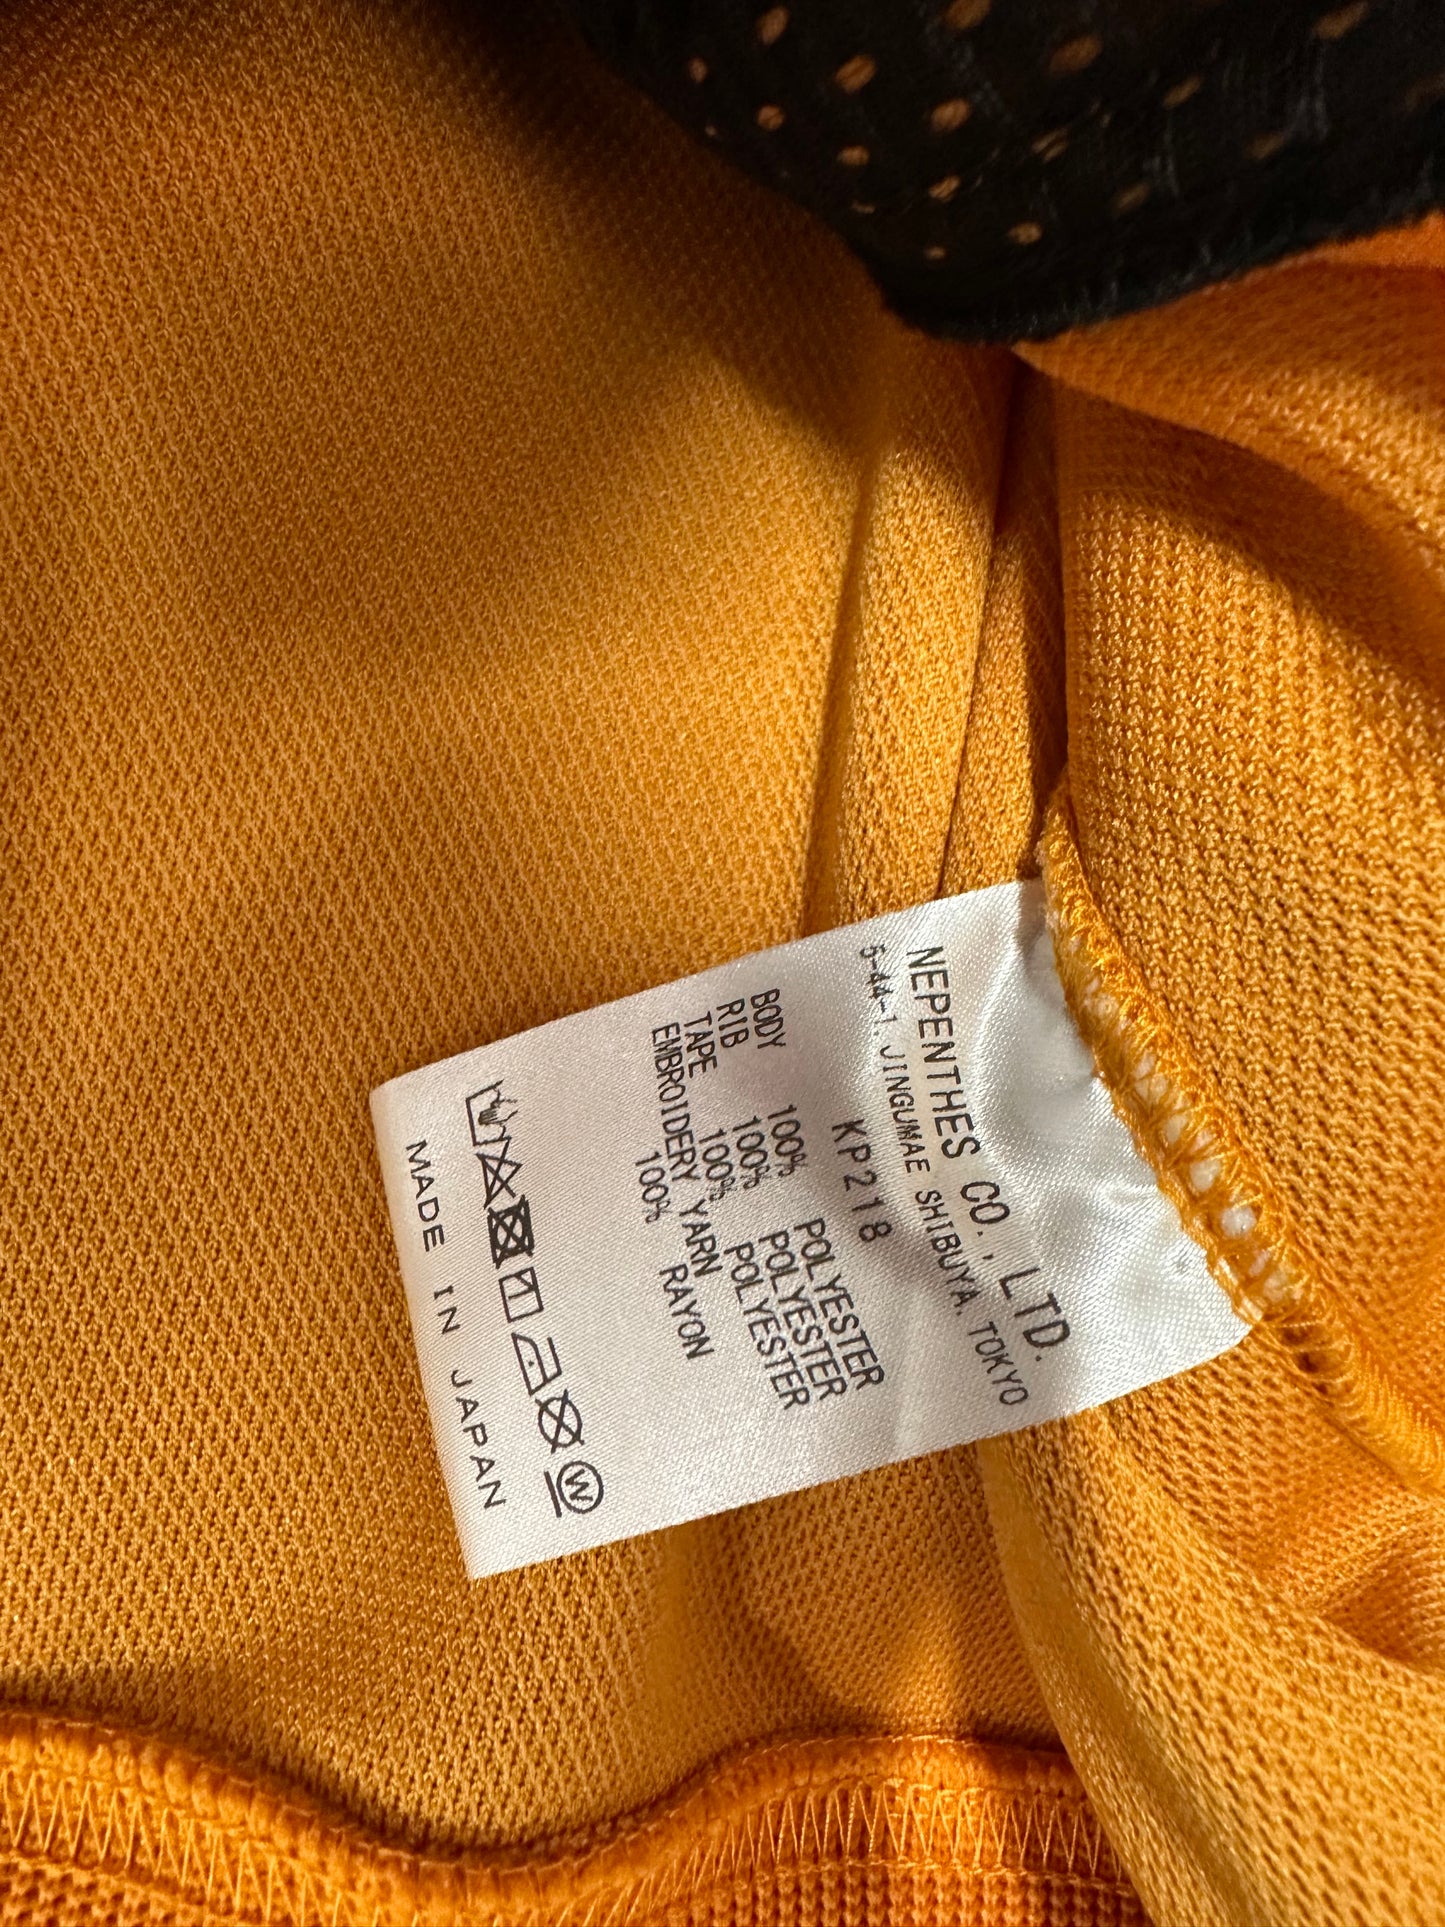 NEPENTHES CO., LTD.
5-44-1, JINGUMAE SHIBUYA, TOKYO
KP218
BODY 100% POLYESTER
RIB 100% POLYESTER
TAPE 100% POLYESTER
EMBROIDERY YARN
100% RAYON
W
MADE IN JAPAN